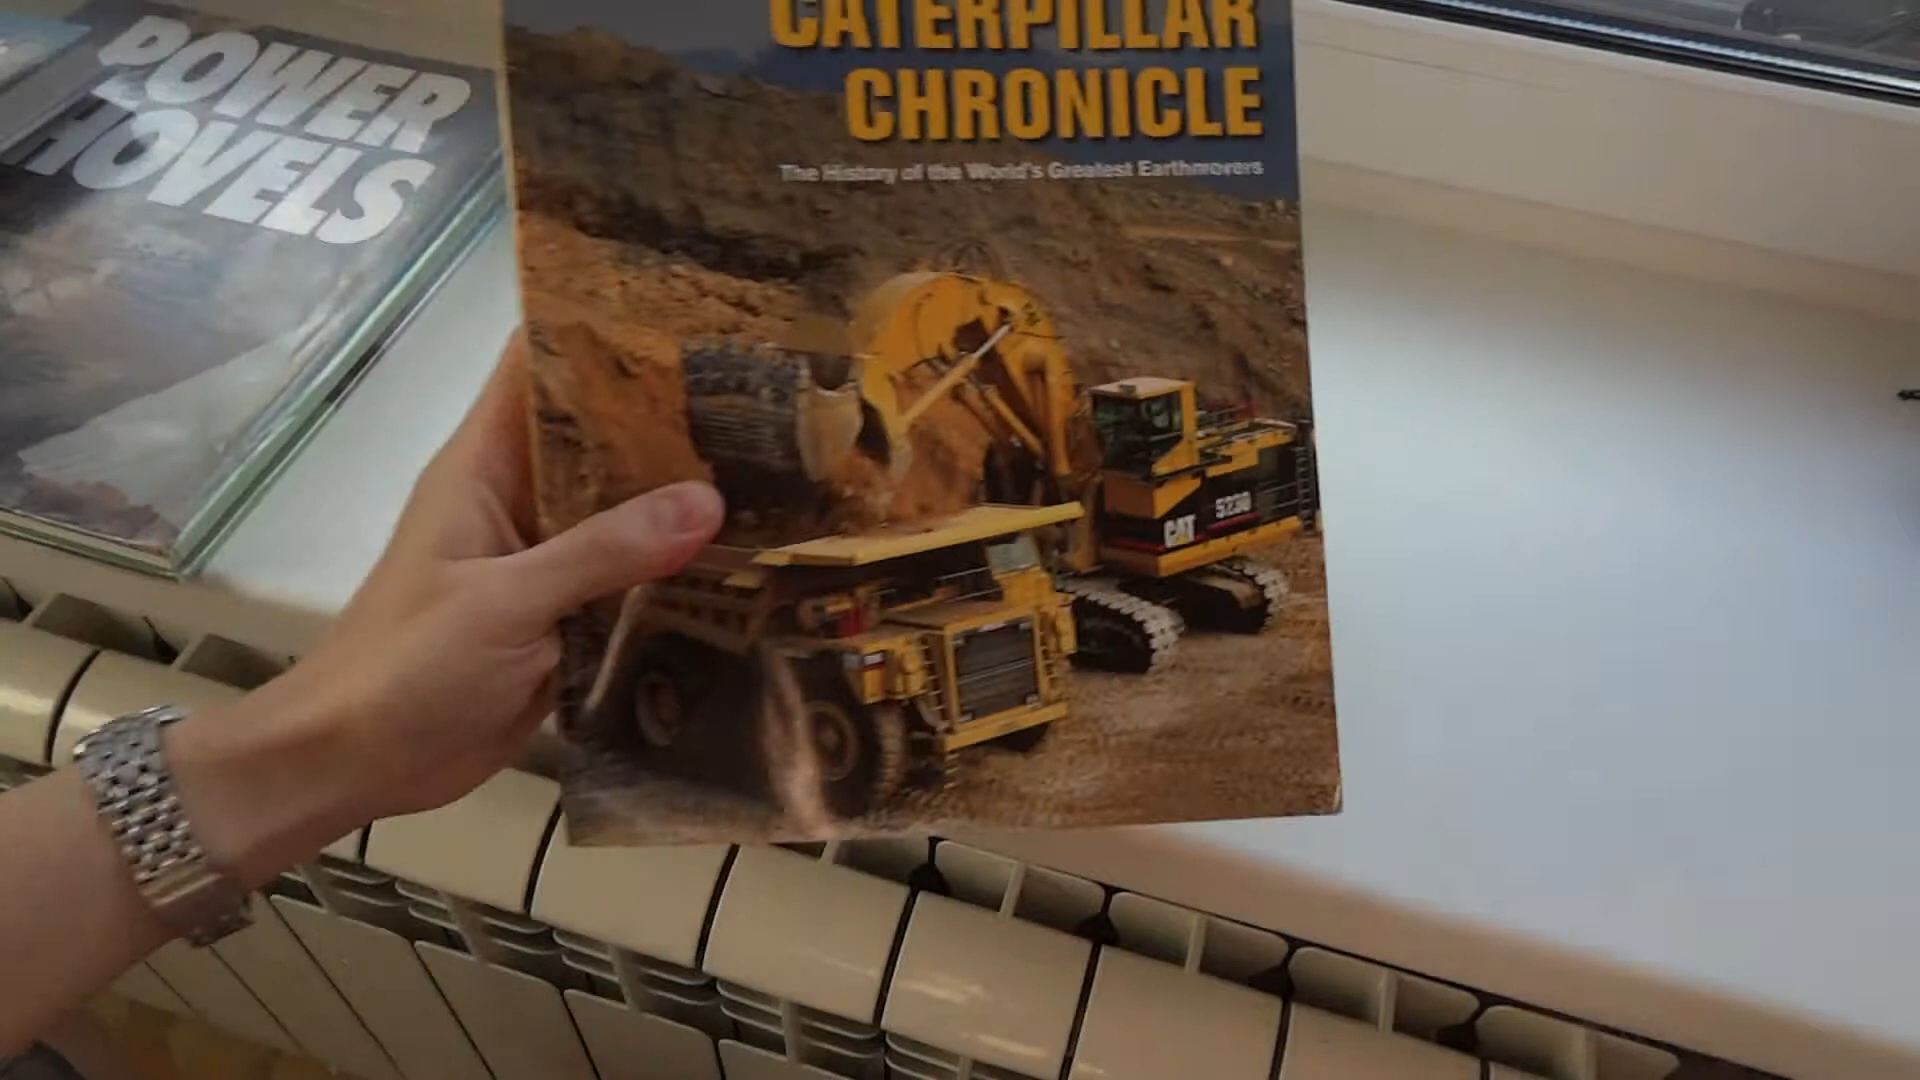 POWER
HOVELS
CATERPILLAR
CHRONICLE
The History of the World's Greatest Earthmovers
CAT 5230